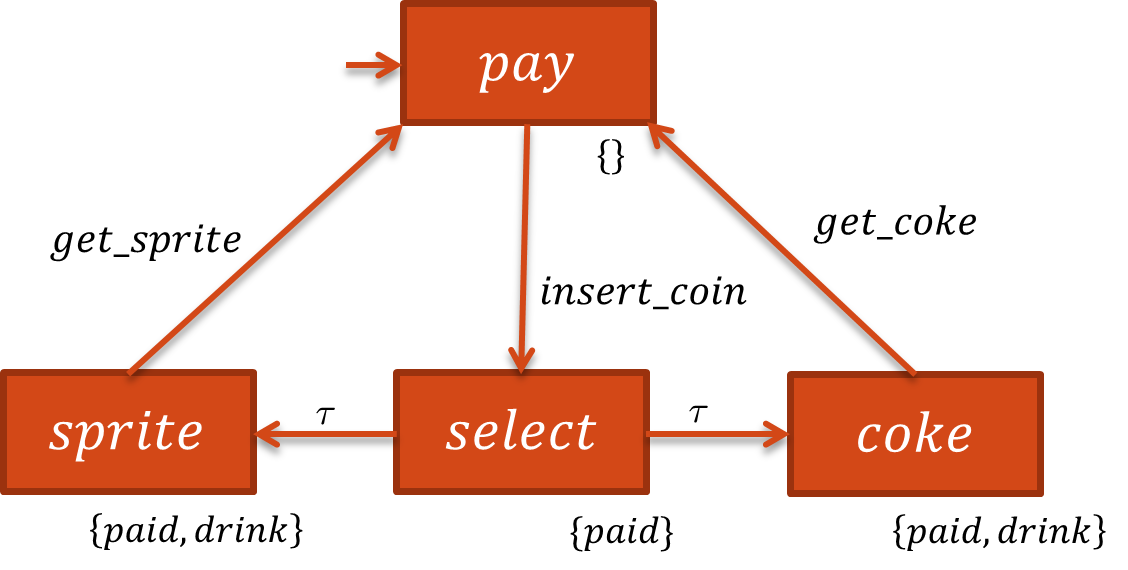 pay
{}
get_sprite
get_coke
insert_coin
sprite
τ
select
τ
coke
{paid, drink}
{paid}
{paid, drink}